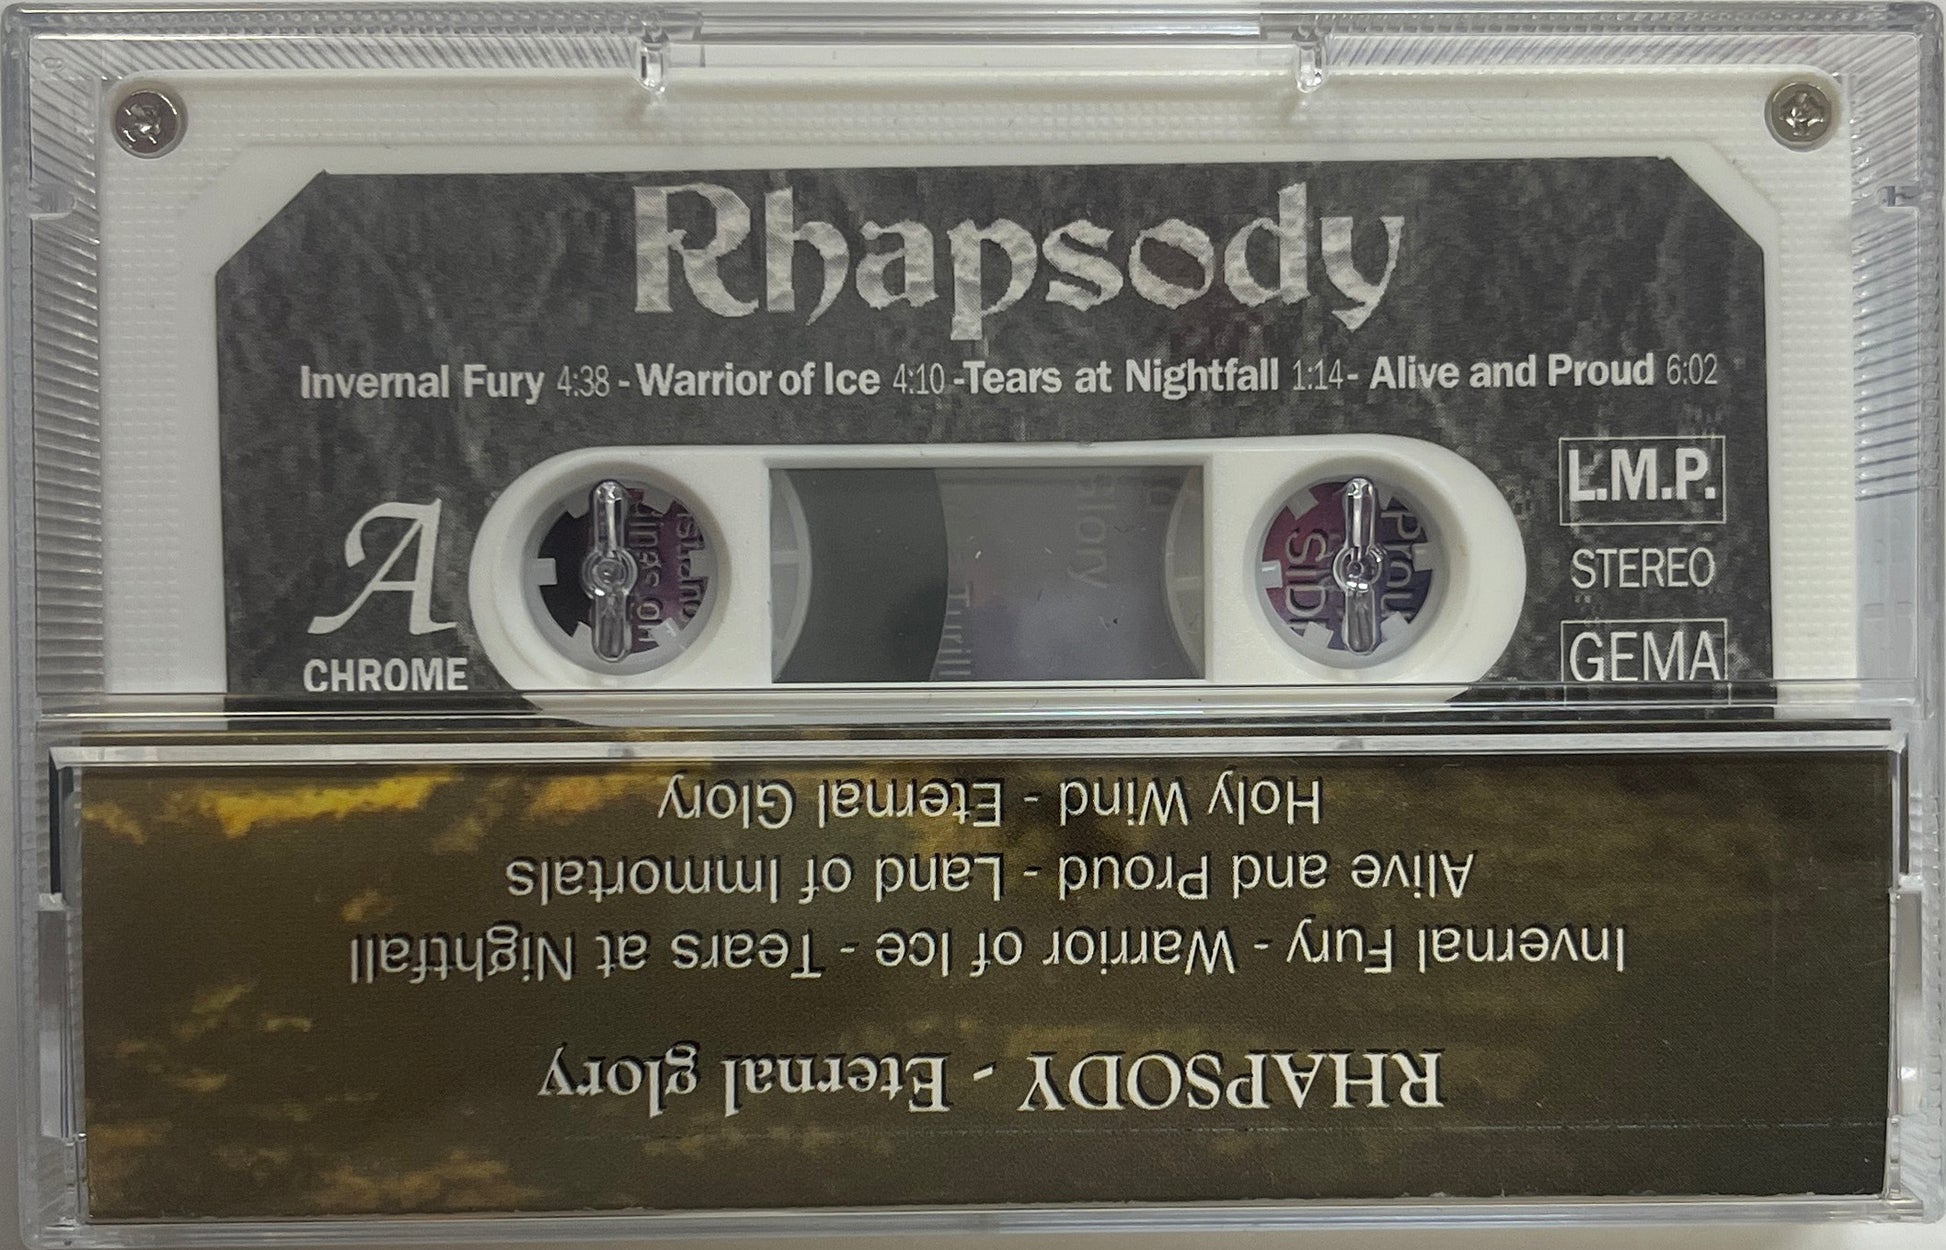 Rhapsody
Invernal Fury 4:38 - Warrior of Ice 4:10 -Tears at Nightfall 1:14- Alive and Proud 6:02
L.M.P.
STEREO
GEMA
A
CHROME
RHAPSODY - Eternal glory
Invernal Fury - Warrior of Ice - Tears at Nightfall
Alive and Proud - Land of Immortals
Holy Wind - Eternal Glory